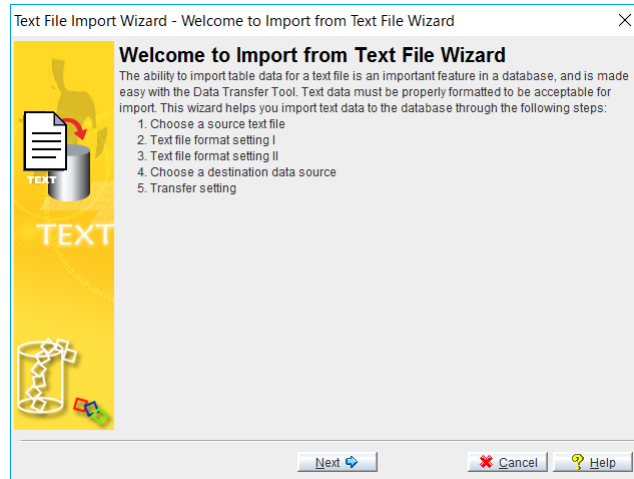 Text File Import Wizard - Welcome to Import from Text File Wizard
Welcome to Import from Text File Wizard
The ability to import table data for a text file is an important feature in a database, and is made
easy with the Data Transfer Tool. Text data must be properly formatted to be acceptable for
import. This wizard helps you import text data to the database through the following steps:
1. Choose a source text file
2. Text file format setting I
3. Text file format setting II
4. Choose a destination data source
5. Transfer setting
TEXT
TEXT
Next
Cancel
Help